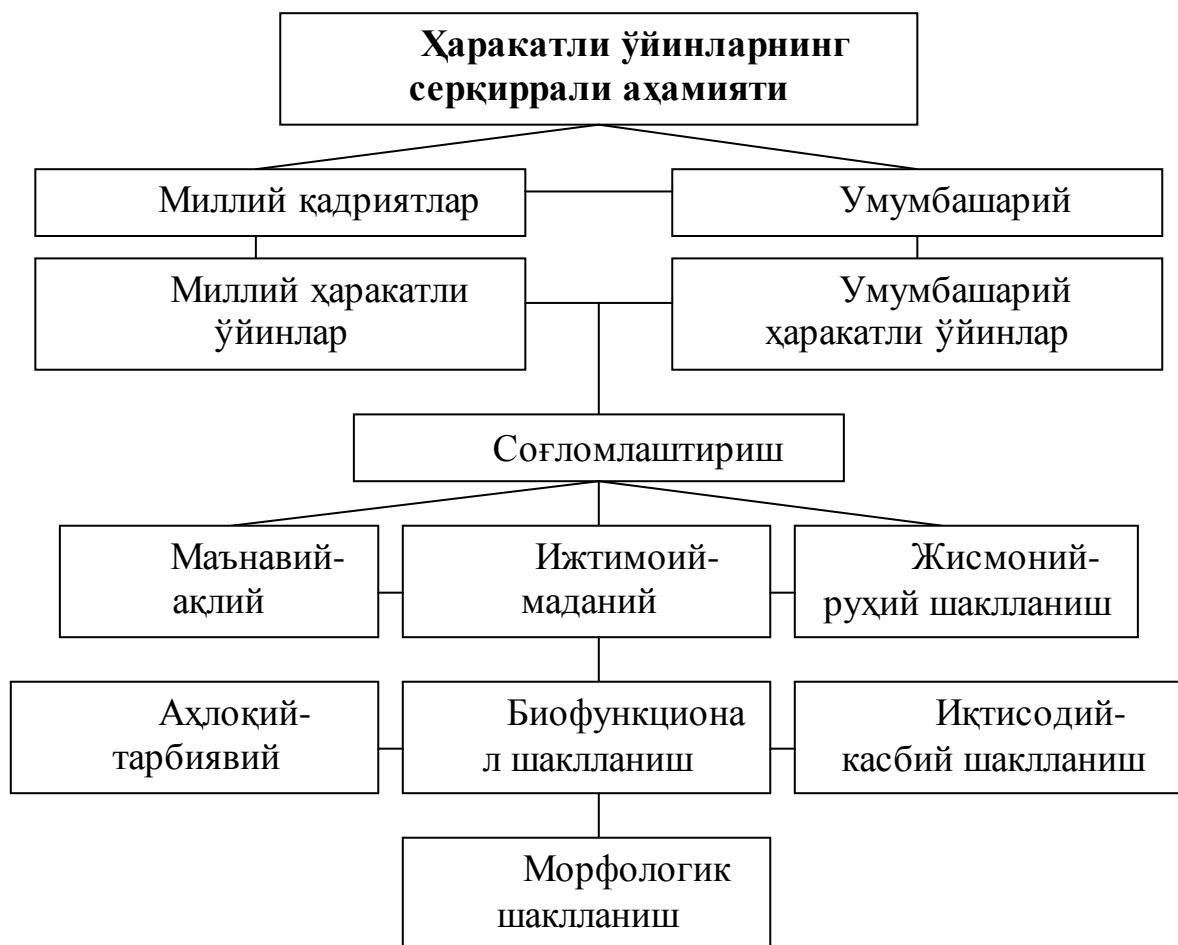 Ҳаракатли ўйинларнинг
серқиррали аҳамияти
Миллий қадриятлар
Умумбашарий
Миллий ҳаракатли
ўйинлар
Умумбашарий
ҳаракатли ўйинлар
Соғломлаштириш
Маънавий-
ақлий
Ижтимоий-
маданий
Жисмоний-
руҳий шаклланиш
Аҳлоқий-
тарбиявий
Биофункциона
л шаклланиш
Иқтисодий-
касбий шаклланиш
Морфологик
шаклланиш